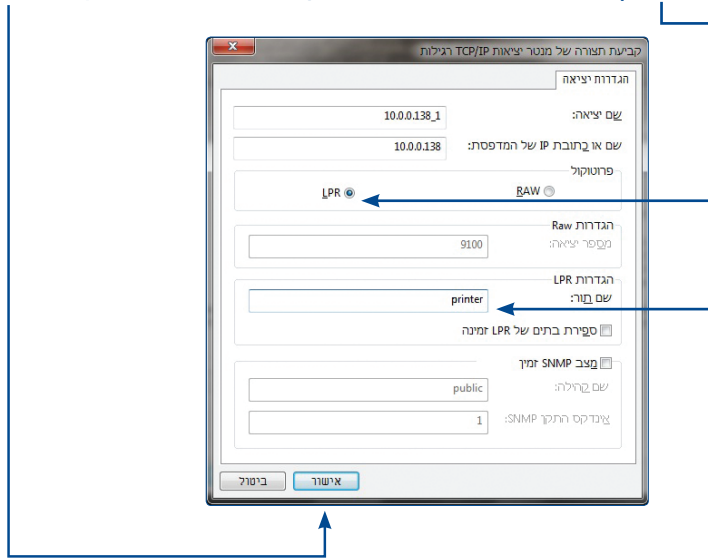 קביעת תצורה של מנטר יציאות TCP/IP רגילות
הגדרות יציאה
שם יציאה: 10.0.0.138_1
שם או כתובת IP של המדפסת: 10.0.0.138
פרוטוקול
RAW LPR
הגדרות Raw
מספר יציאה: 9100
הגדרות LPR
שם תור: printer
ספירת בתים של LPR זמינה
מצב SNMP זמין
שם קהילה: public
אינדקס התקן SNMP: 1
אישור ביטול